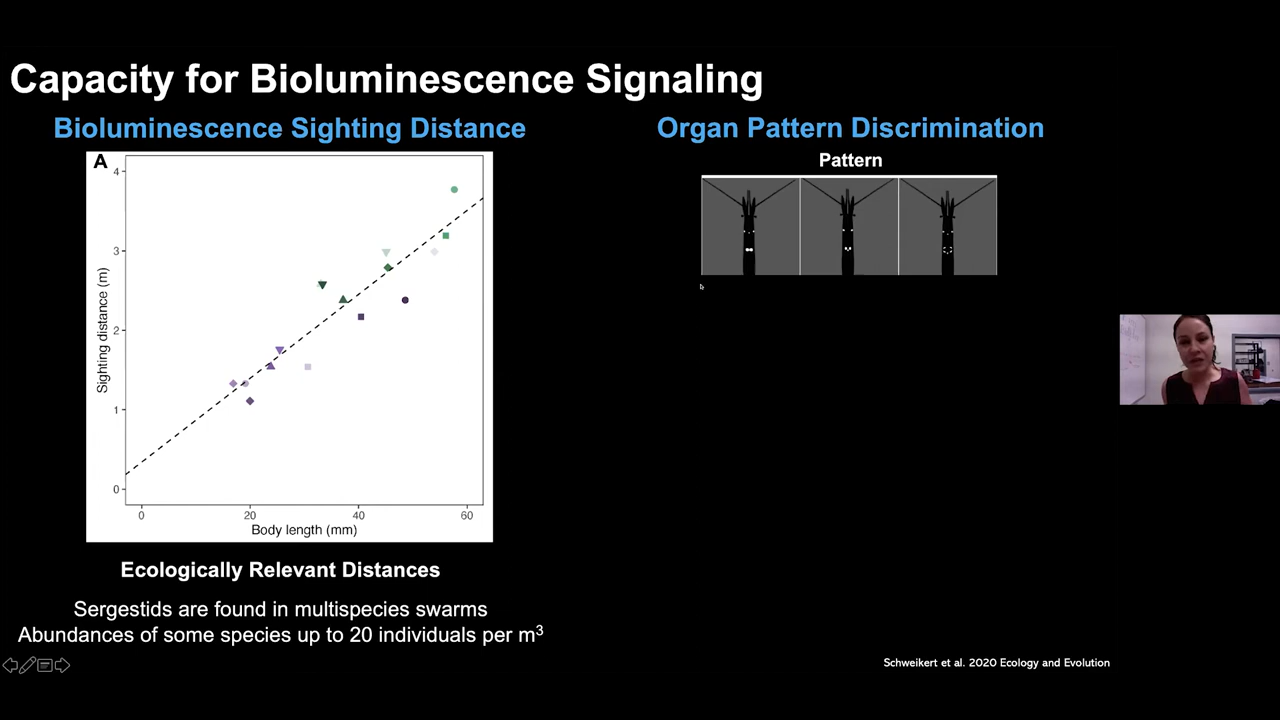 Capacity for Bioluminescence Signaling
Bioluminescence Sighting Distance
A
4
3
2
1
0
Sighting distance (m)
0 20 40 60
Body length (mm)
Ecologically Relevant Distances
Sergestids are found in multispecies swarms
Abundances of some species up to 20 individuals per m³
Organ Pattern Discrimination
Pattern
Schweikert et al. 2020 Ecology and Evolution